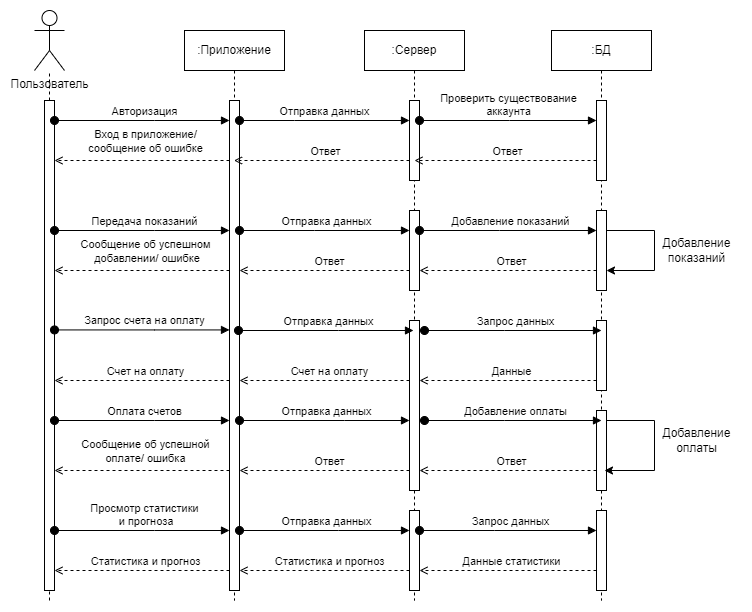 :Приложение
:Сервер
:БД
Пользователь
Авторизация
Отправка данных
Проверить существование
аккаунта
Вход в приложение/
сообщение об ошибке
Ответ
Ответ
Передача показаний
Отправка данных
Добавление показаний
Сообщение об успешном
добавлении/ ошибке
Ответ
Ответ
Добавление
показаний
Запрос счета на оплату
Отправка данных
Запрос данных
Счет на оплату
Счет на оплату
Данные
Оплата счетов
Отправка данных
Добавление оплаты
Добавление
оплаты
Сообщение об успешной
оплате/ ошибка
Ответ
Ответ
Просмотр статистики
и прогноза
Отправка данных
Запрос данных
Статистика и прогноз
Статистика и прогноз
Данные статистики